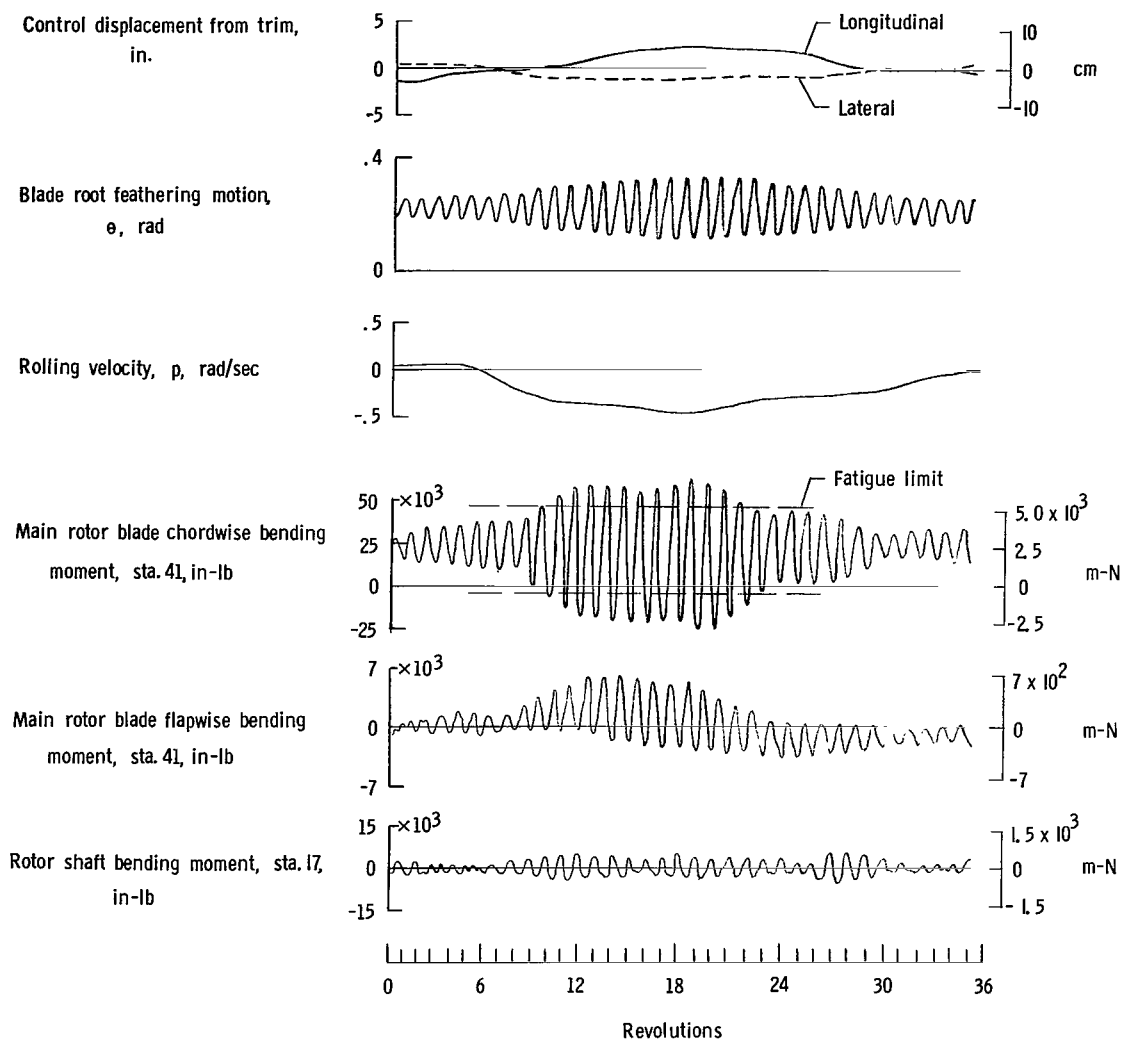 Control displacement from trim,
in.
5
0
-5
Longitudinal
Lateral
10
0
-10
cm
Blade root feathering motion,
θ, rad
.4
0
Rolling velocity, p, rad/sec
.5
0
-.5
Main rotor blade chordwise bending
moment, sta. 41, in-lb
50
×10³
25
0
-25
Fatigue limit
5.0 x 10³
2.5
0
-2.5
m-N
Main rotor blade flapwise bending
moment, sta. 41, in-lb
7
×10³
0
-7
7 x 10²
0
-7
m-N
Rotor shaft bending moment, sta. 17,
in-lb
15
×10³
0
-15
1.5 x 10³
0
-1.5
m-N
0 6 12 18 24 30 36
Revolutions